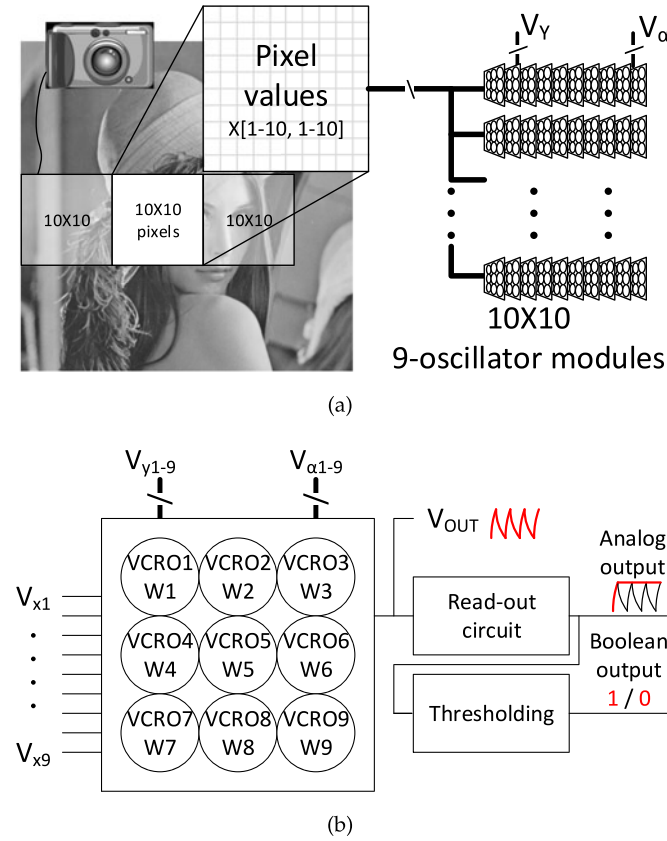 Pixel
values
X[1-10, 1-10]
V_Y
V_α
10X10
10X10
pixels
10X10
10X10
9-oscillator modules
(a)
V_y1-9
V_α1-9
VCRO1
W1
VCRO2
W2
VCRO3
W3
VCRO4
W4
VCRO5
W5
VCRO6
W6
VCRO7
W7
VCRO8
W8
VCRO9
W9
V_x1
V_x9
V_OUT
Read-out
circuit
Analog
output
Thresholding
Boolean
output
1 / 0
(b)